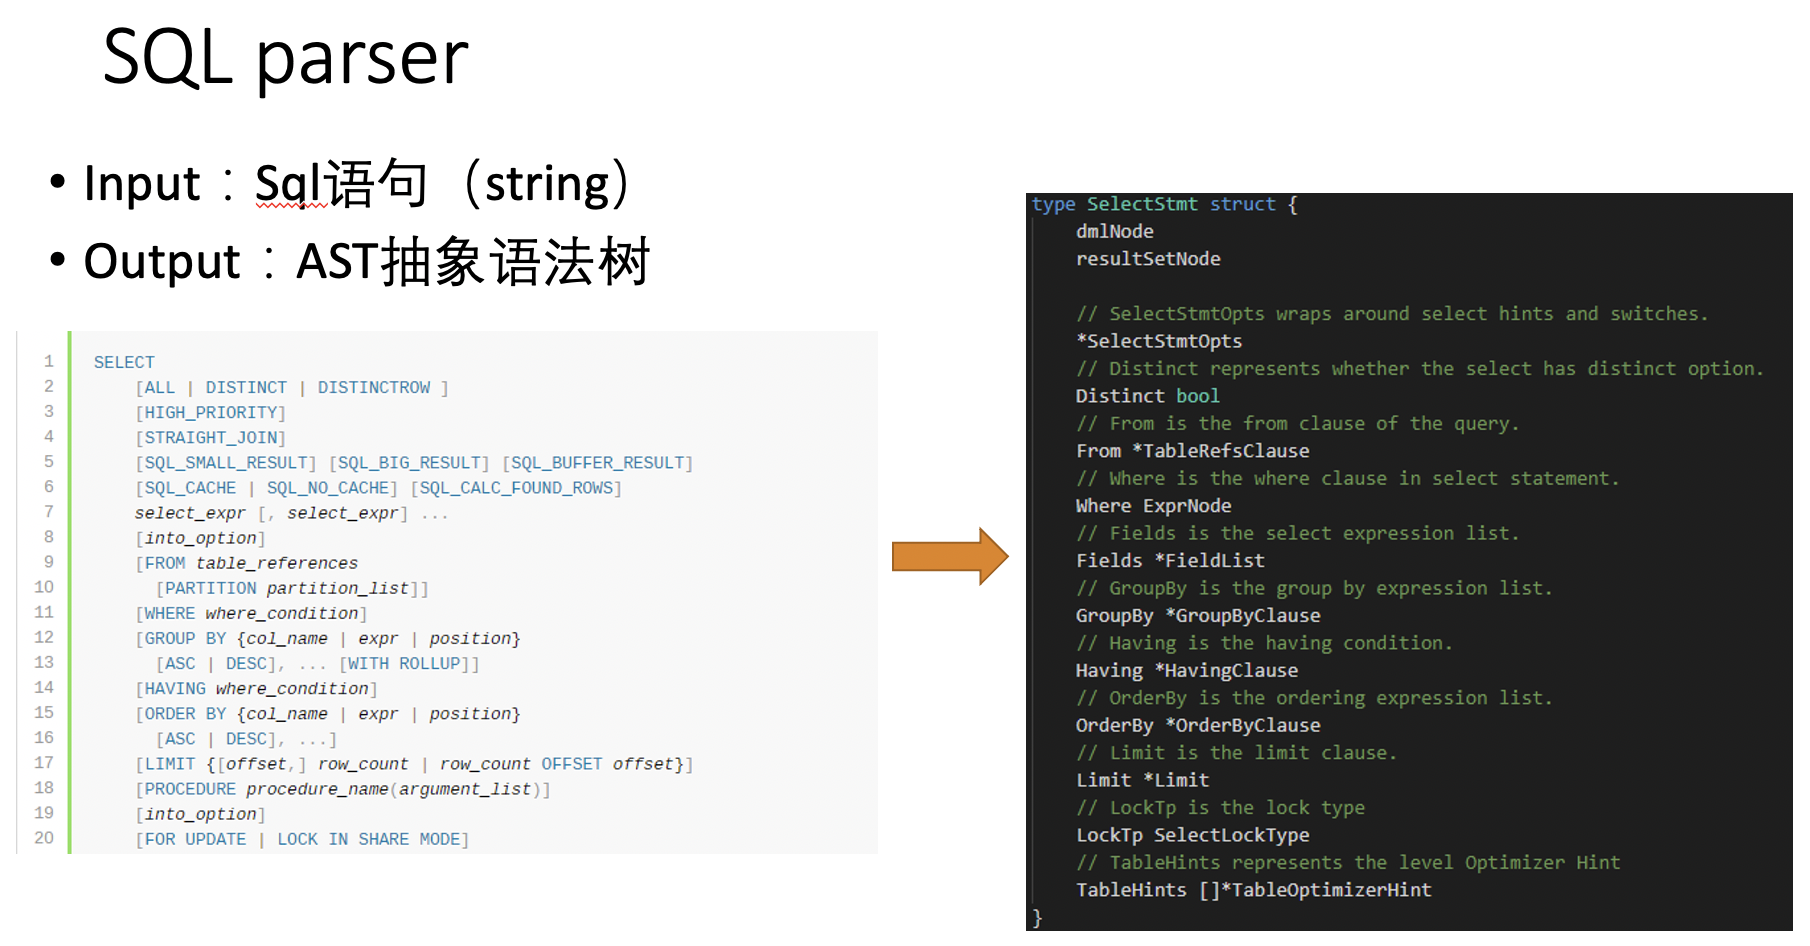 SQL parser
• Input：Sql语句（string）
• Output：AST抽象语法树
1 SELECT
2 [ALL | DISTINCT | DISTINCTROW ]
3 [HIGH_PRIORITY]
4 [STRAIGHT_JOIN]
5 [SQL_SMALL_RESULT] [SQL_BIG_RESULT] [SQL_BUFFER_RESULT]
6 [SQL_CACHE | SQL_NO_CACHE] [SQL_CALC_FOUND_ROWS]
7 select_expr [, select_expr] ...
8 [into_option]
9 [FROM table_references
10 [PARTITION partition_list]]
11 [WHERE where_condition]
12 [GROUP BY {col_name | expr | position}
13 [ASC | DESC], ... [WITH ROLLUP]]
14 [HAVING where_condition]
15 [ORDER BY {col_name | expr | position}
16 [ASC | DESC], ...]
17 [LIMIT {[offset,] row_count | row_count OFFSET offset}]
18 [PROCEDURE procedure_name(argument_list)]
19 [into_option]
20 [FOR UPDATE | LOCK IN SHARE MODE]
type SelectStmt struct {
dmlNode
resultSetNode
// SelectStmtOpts wraps around select hints and switches.
*SelectStmtOpts
// Distinct represents whether the select has distinct option.
Distinct bool
// From is the from clause of the query.
From *TableRefsClause
// Where is the where clause in select statement.
Where ExprNode
// Fields is the select expression list.
Fields *FieldList
// GroupBy is the group by expression list.
GroupBy *GroupByClause
// Having is the having condition.
Having *HavingClause
// OrderBy is the ordering expression list.
OrderBy *OrderByClause
// Limit is the limit clause.
Limit *Limit
// LockTp is the lock type
LockTp SelectLockType
// TableHints represents the level Optimizer Hint
TableHints []*TableOptimizerHint
}